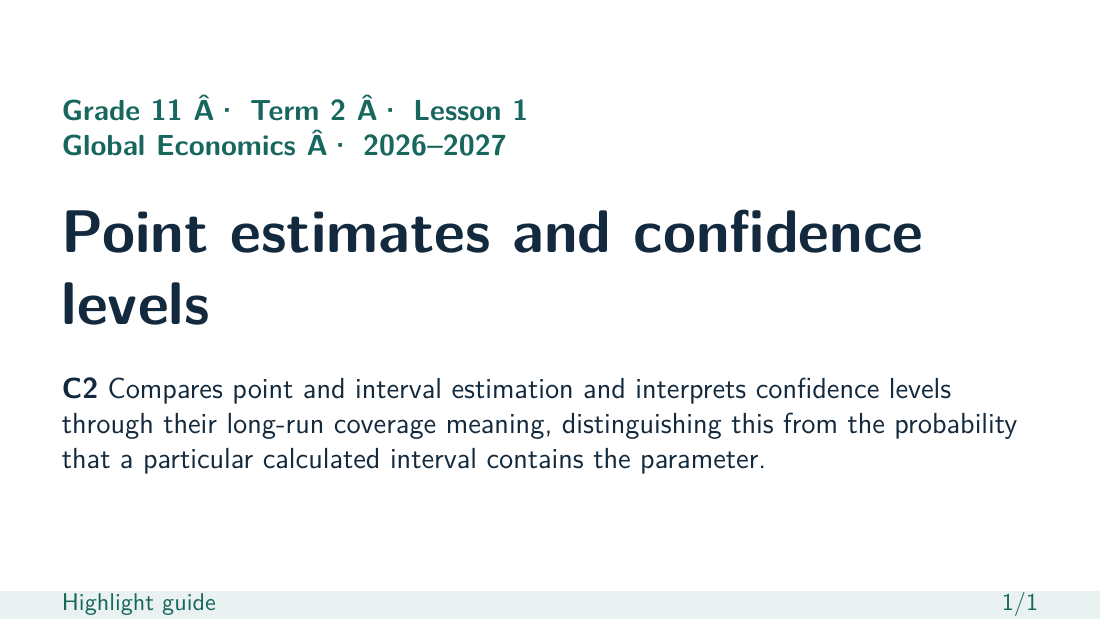 Grade 11 Â · Term 2 Â · Lesson 1
Global Economics Â · 2026–2027
Point estimates and confidence
levels
C2 Compares point and interval estimation and interprets confidence levels
through their long-run coverage meaning, distinguishing this from the probability
that a particular calculated interval contains the parameter.
Highlight guide
1/1